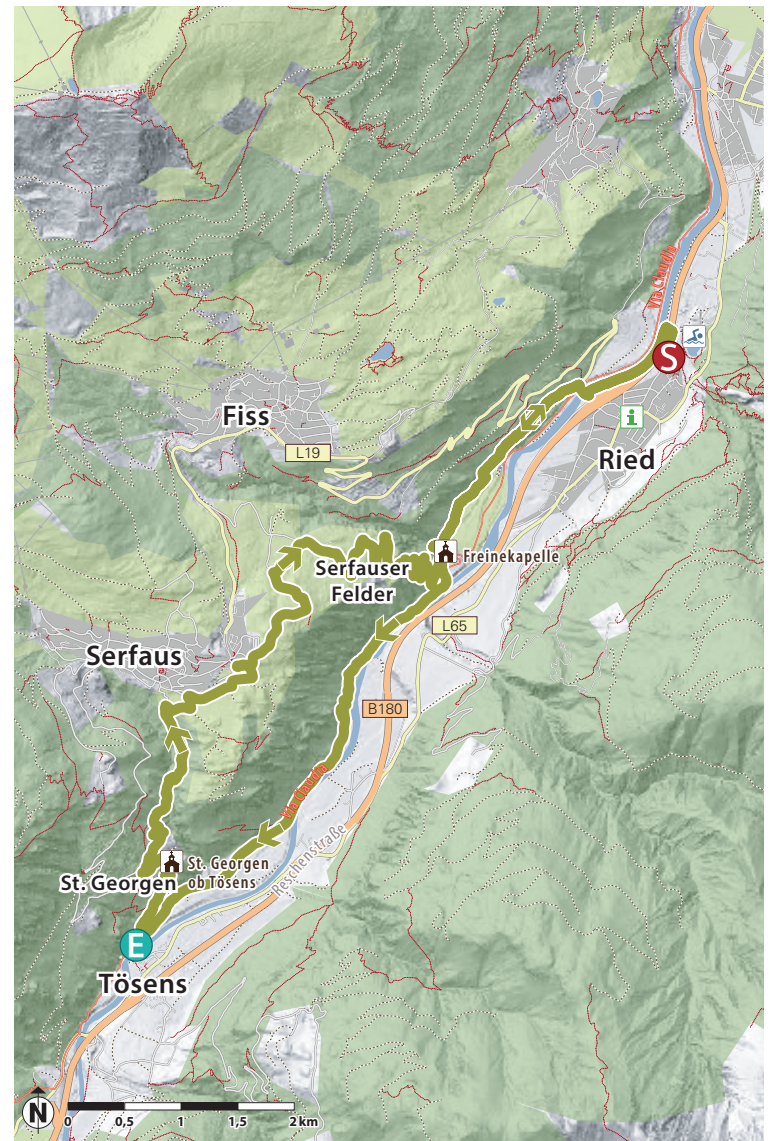 Via Claudia
S
i
Fiss
L19
Ried
Freinekapelle
Serfauser
Felder
L65
Serfaus
B180
Via Claudia
St. Georgen
ob Tösens
St. Georgen
Reschenstraße
E
Tösens
N
0 0,5 1 1,5 2 km